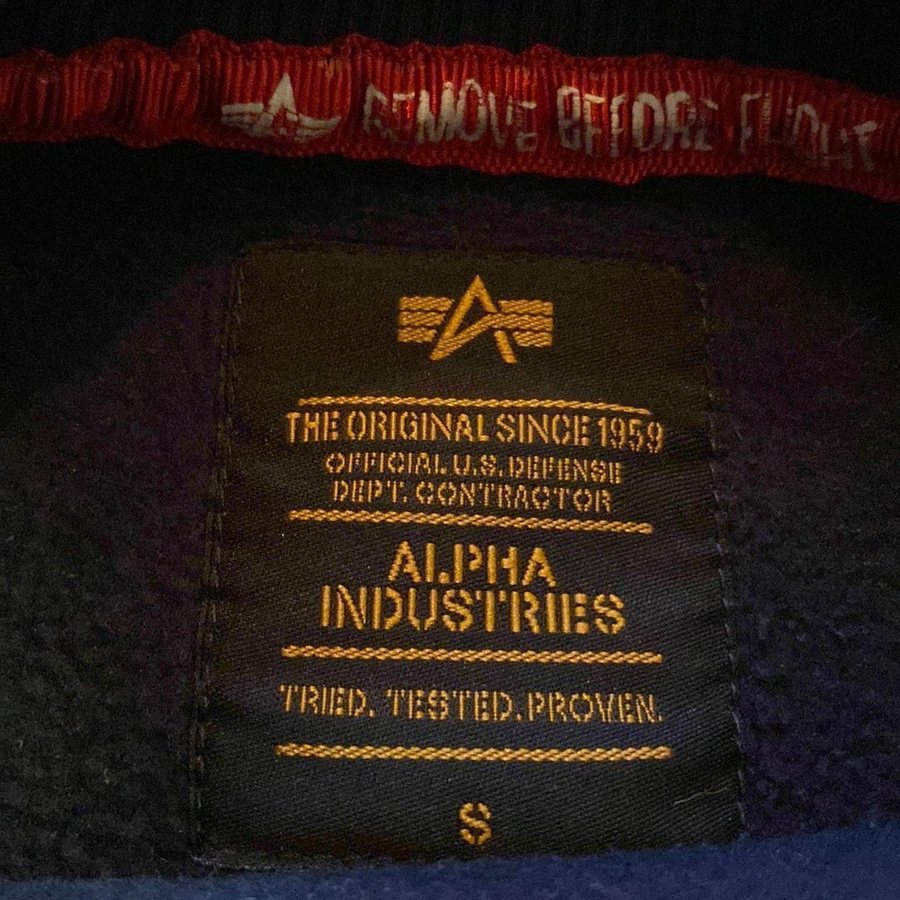 REMOVE BEFORE FLIGHT
THE ORIGINAL SINCE 1959
OFFICIAL U.S. DEFENSE
DEPT. CONTRACTOR
ALPHA
INDUSTRIES
TRIED. TESTED. PROVEN.
S